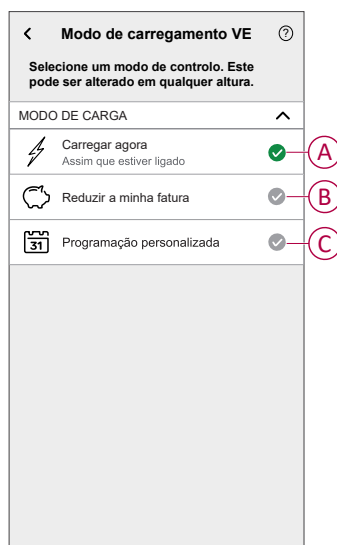 Modo de carregamento VE
?
Selecione um modo de controlo. Este
pode ser alterado em qualquer altura.
MODO DE CARGA
Carregar agora
Assim que estiver ligado
A
Reduzir a minha fatura
B
31
Programação personalizada
C